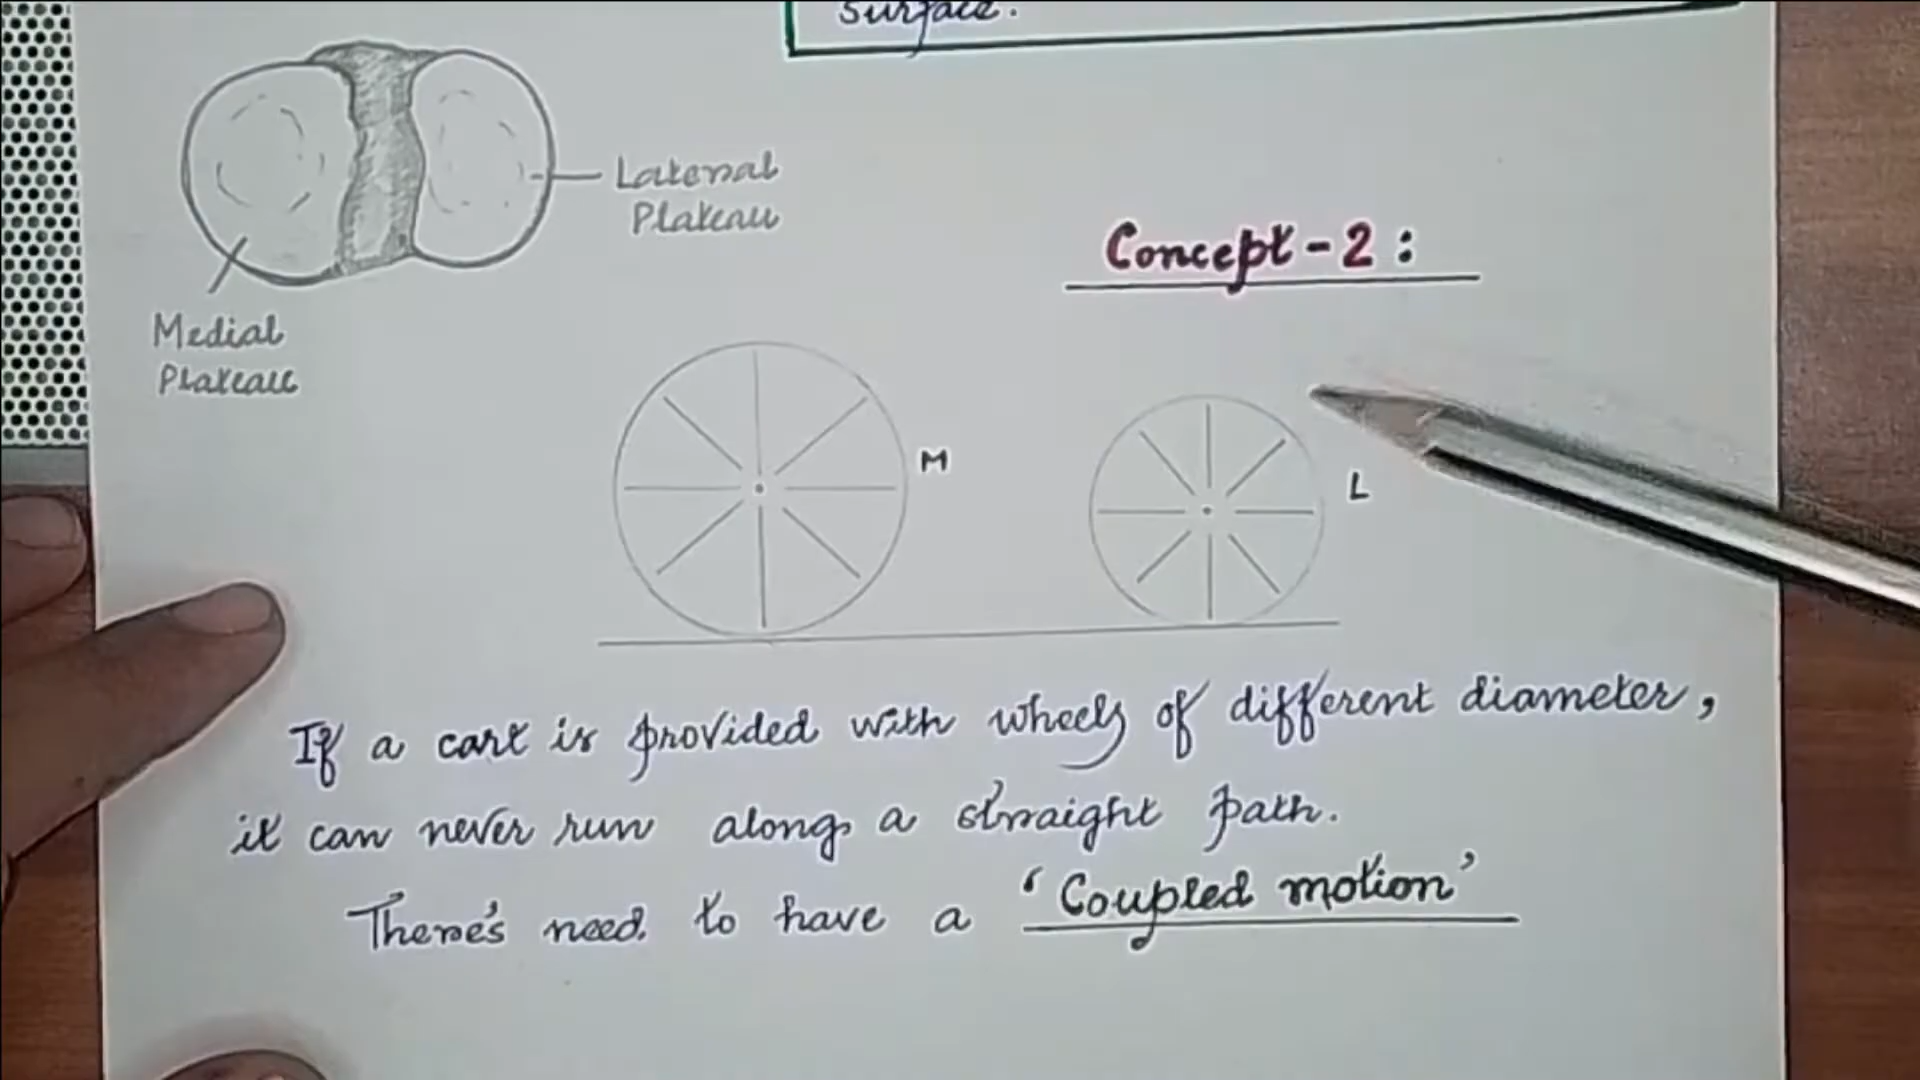 surface.
Lateral
Plateau
Medial
Plateau
Concept-2:
M
L
If a cart is provided with wheels of different diameter,
it can never run along a straight path.
There's need to have a 'Coupled motion'